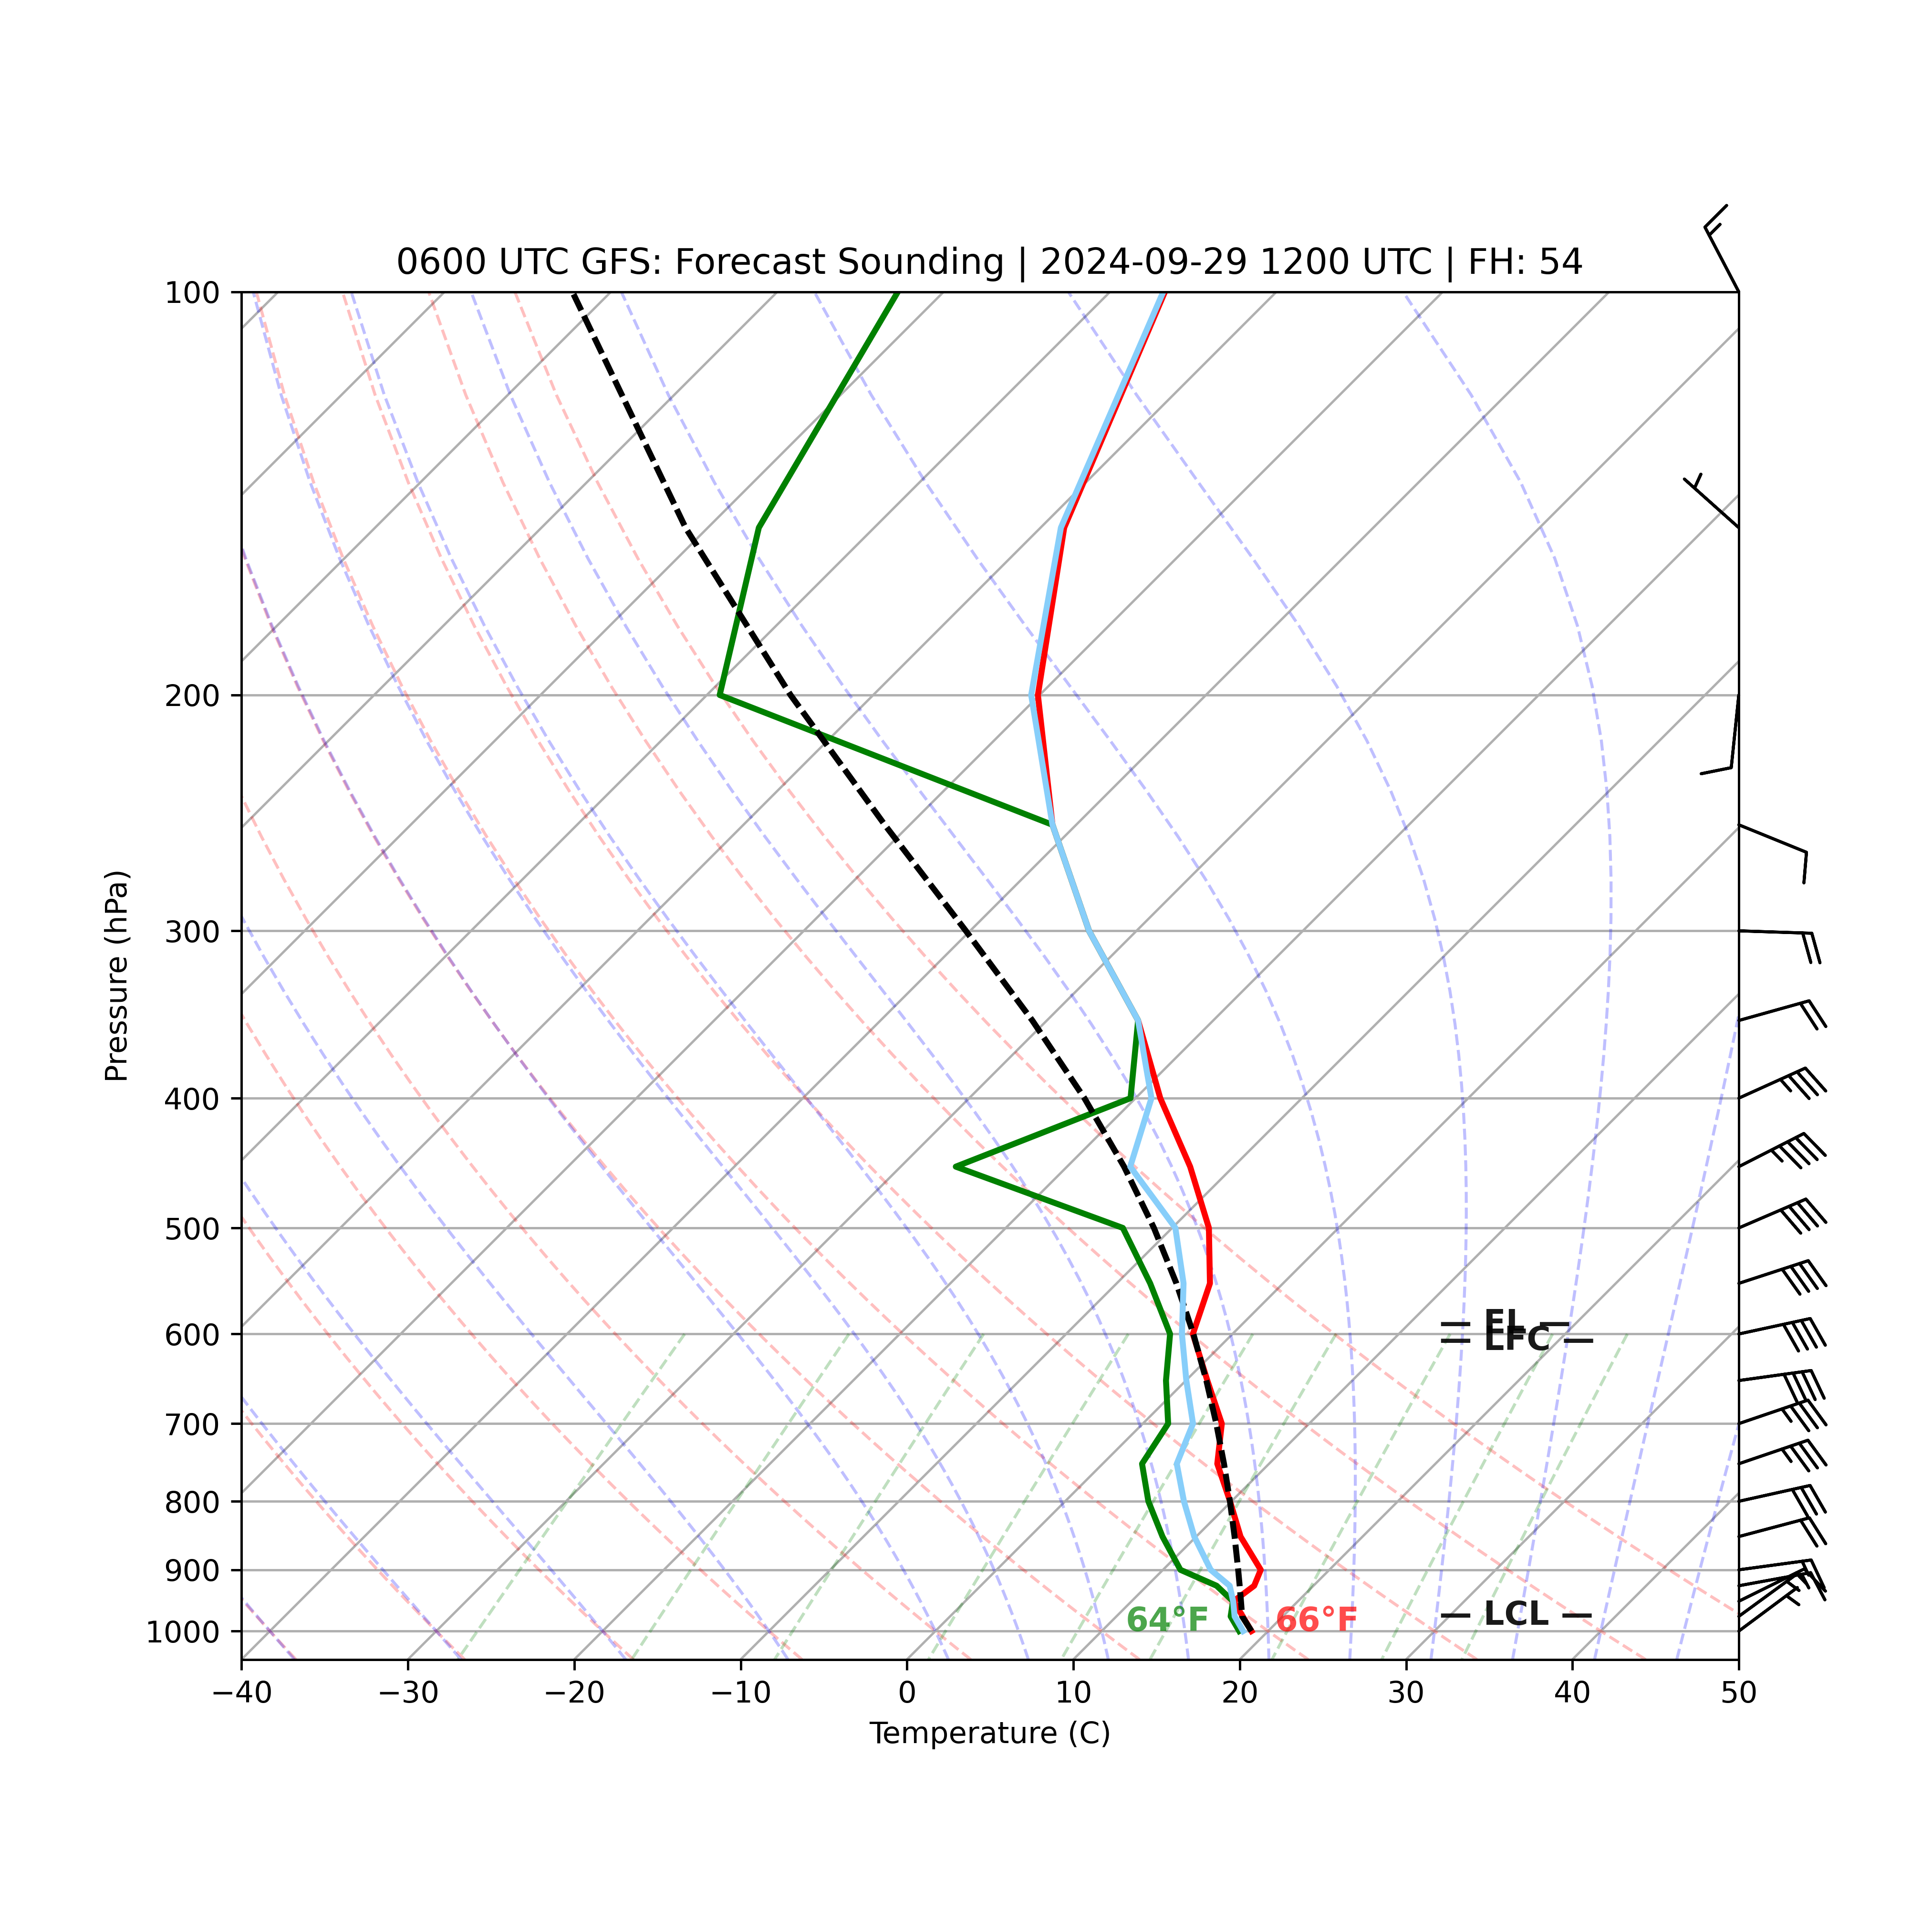 0600 UTC GFS: Forecast Sounding | 2024-09-29 1200 UTC | FH: 54
100
200
300
400
500
600
700
800
900
1000
Pressure (hPa)
— EL —
— LFC —
— LCL —
64°F 66°F
−40 −30 −20 −10 0 10 20 30 40 50
Temperature (C)